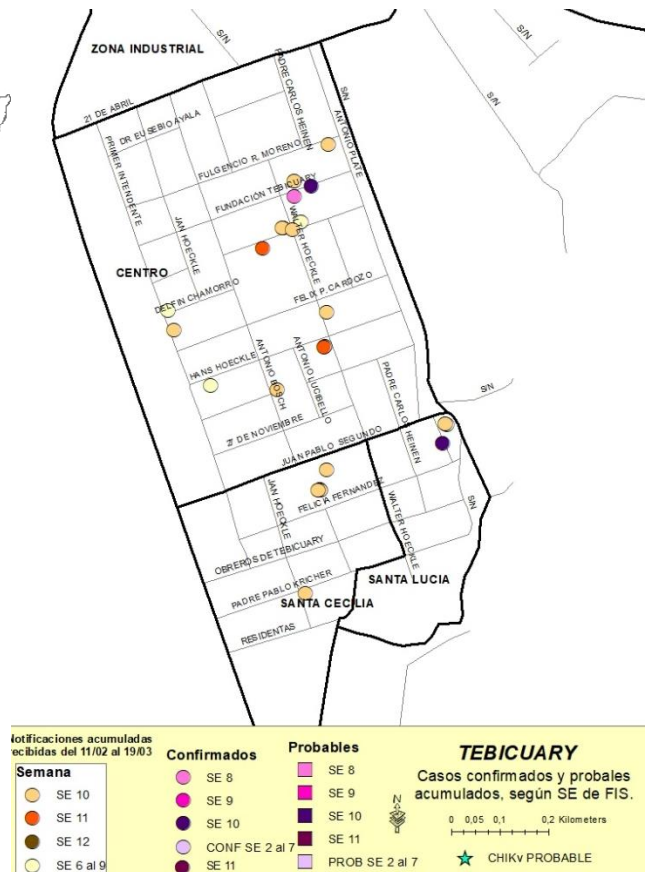 ZONA INDUSTRIAL
S/N
S/N
S/N
PADRE CARLOS HEINEN
S/N
21 DE ABRIL
DR EUSEBIO AYALA
ANTONIO PLATE
PRIMER INTENDENTE
FULGENCIO R. MORENO
FUNDACIÓN TEBICUARY
JAN HOECKLE
WALTER HOECKLE
CENTRO
DELFIN CHAMORRO
FELIX P. CARDOZO
HANS HOECKLE
ANTONIO BOSCH
ANTONIO LUCIBELLO
PADRE CARLOS HEINEN
S/N
27 DE NOVIEMBRE
JUAN PABLO SEGUNDO
JAN HOECKLE
FELICIA FERNANDEZ
WALTER HOECKLE
S/N
OBREROS DE TEBICUARY
PADRE PABLO KRICHER
SANTA LUCIA
SANTA CECILIA
RESIDENTAS
Notificaciones acumuladas
recibidas del 11/02 al 19/03
Semana
SE 10
SE 11
SE 12
SE 6 al 9
Confirmados
SE 8
SE 9
SE 10
CONF SE 2 al 7
SE 11
Probables
SE 8
SE 9
SE 10
SE 11
PROB SE 2 al 7
TEBICUARY
Casos confirmados y probales
acumulados, según SE de FIS.
N
0 0,05 0,1 0,2 Kilometers
CHIKv PROBABLE